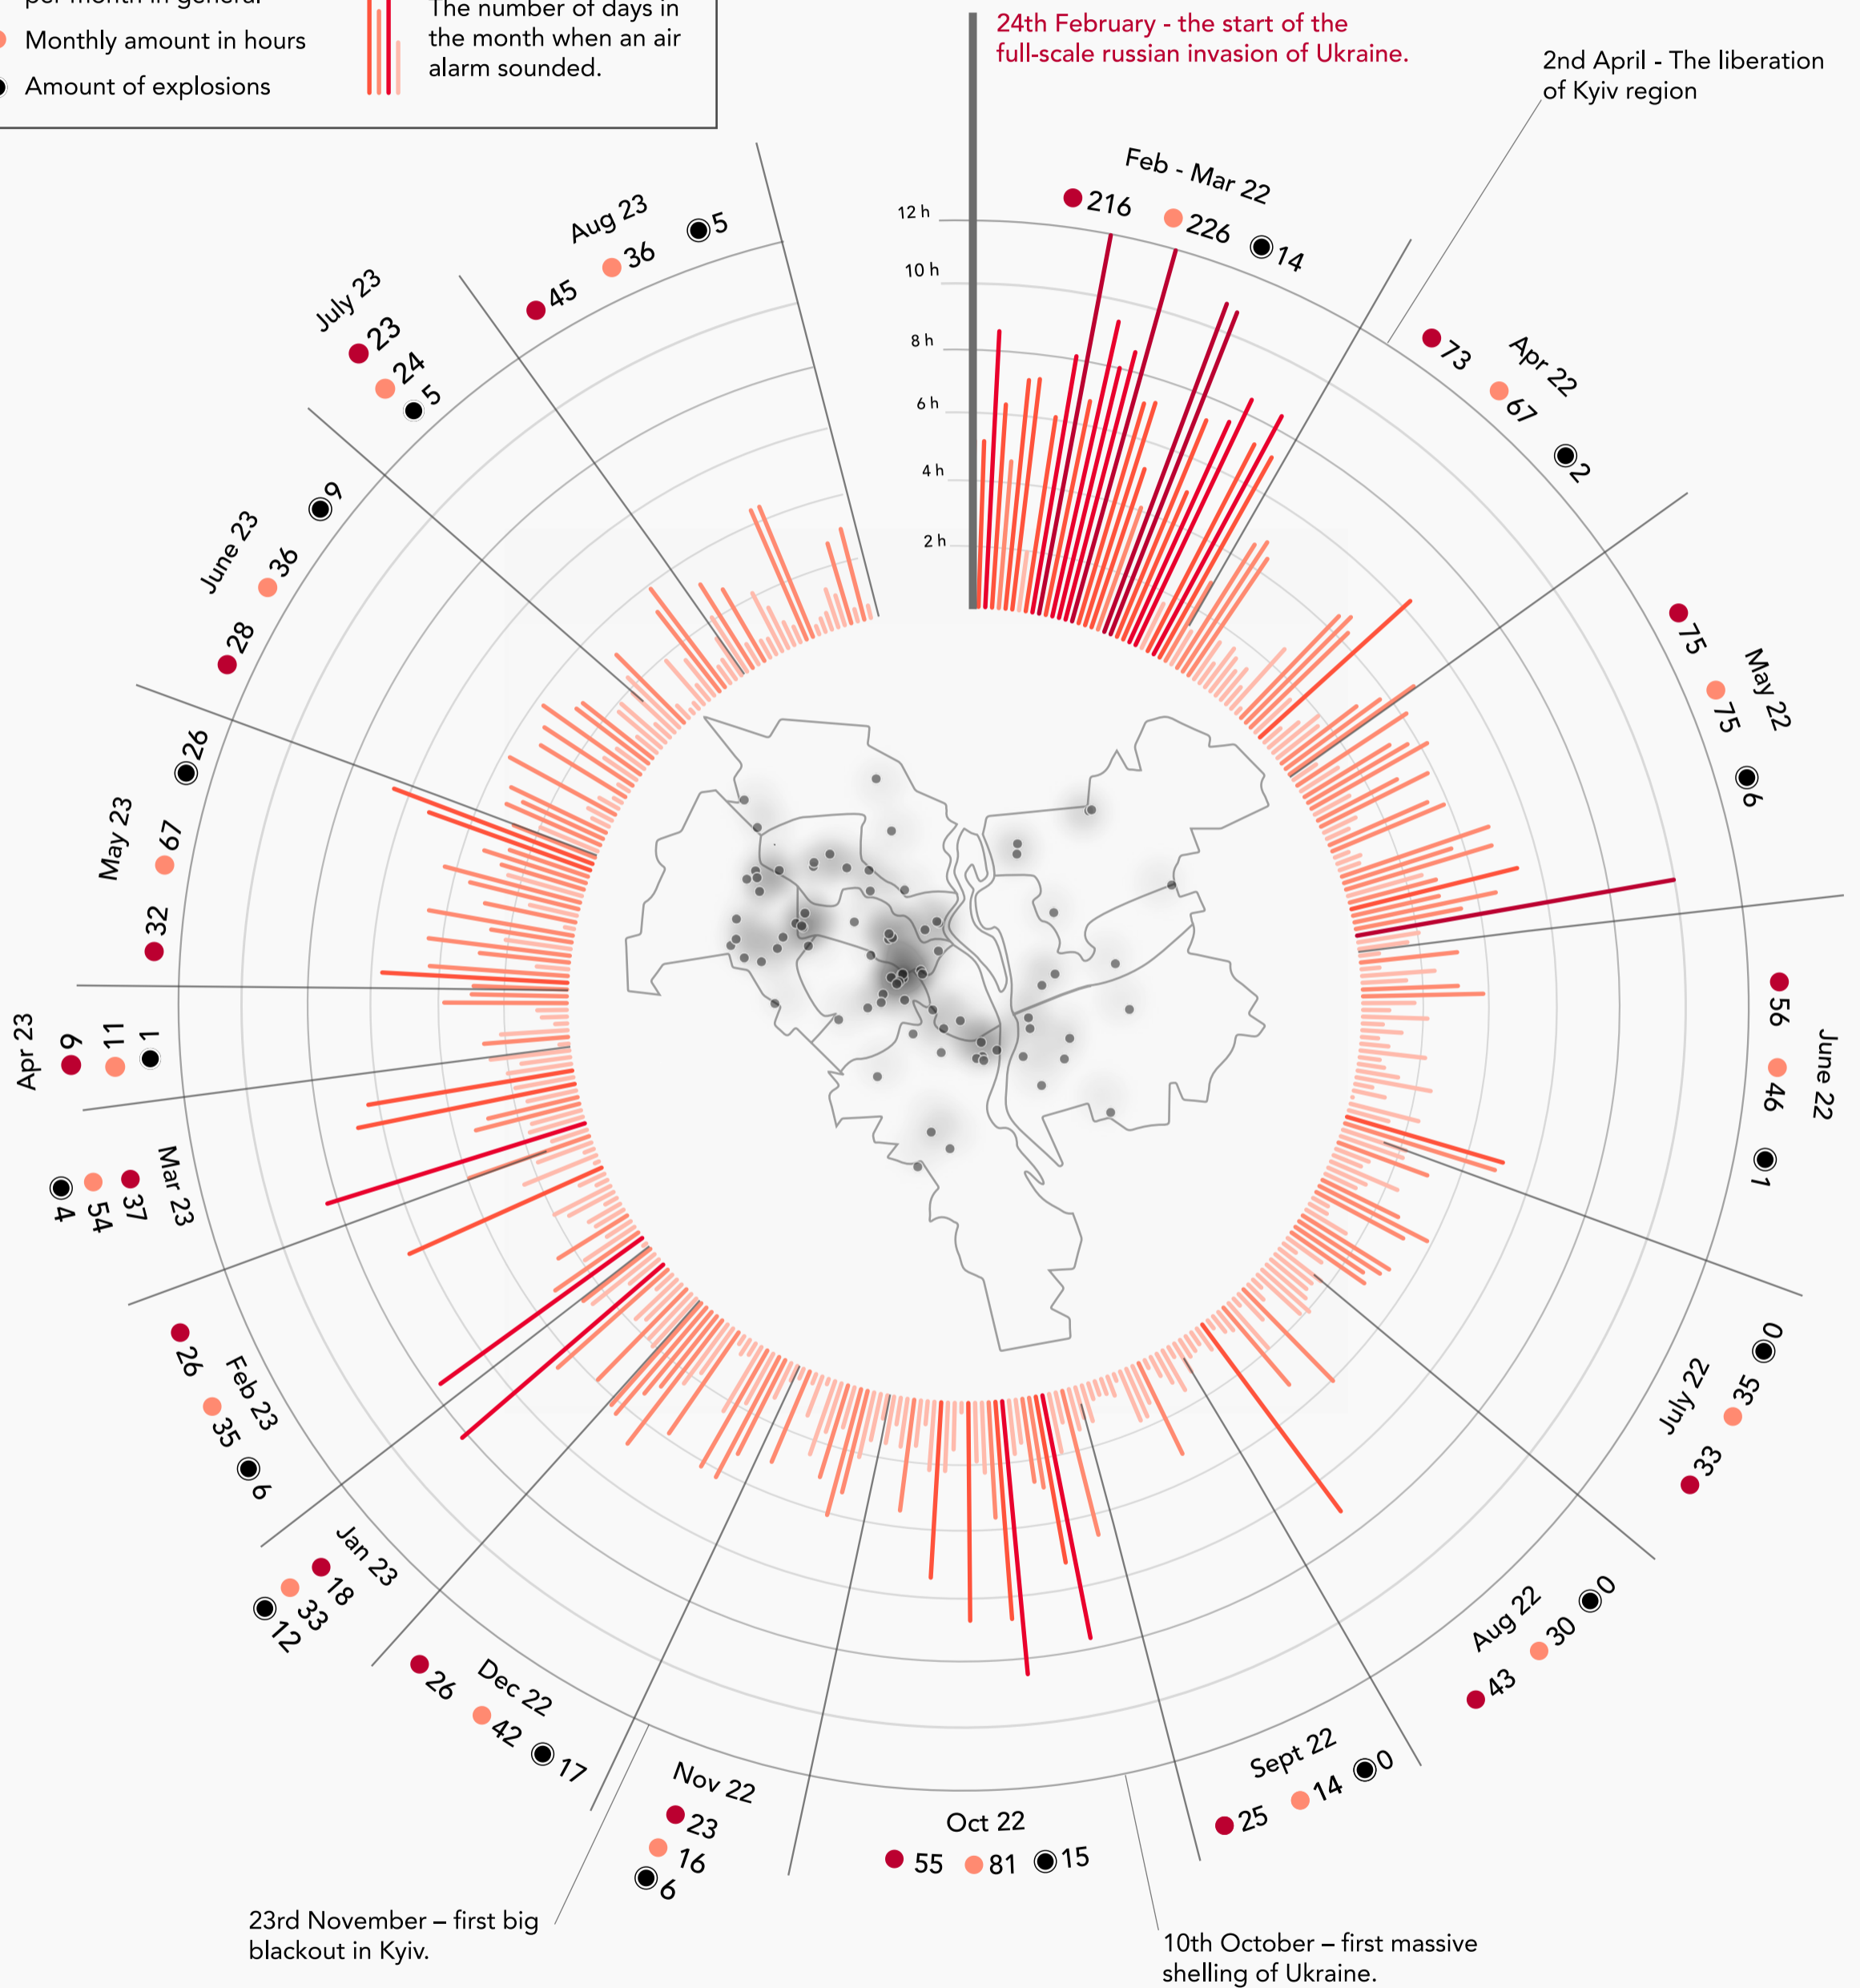 per month in general.
Monthly amount in hours
Amount of explosions
The number of days in
the month when an air
alarm sounded.
24th February - the start of the
full-scale russian invasion of Ukraine.
2nd April - The liberation
of Kyiv region
12 h
10 h
8 h
6 h
4 h
2 h
Feb - Mar 22
216
226
14
Apr 22
73
67
2
May 22
75
75
6
June 22
56
46
1
July 22
33
35
0
Aug 22
43
30
0
Sept 22
25
14
0
Oct 22
55
81
15
10th October – first massive
shelling of Ukraine.
Nov 22
23
16
6
23rd November – first big
blackout in Kyiv.
Dec 22
26
42
17
Jan 23
18
33
12
Feb 23
26
35
6
Mar 23
37
54
4
Apr 23
9
11
1
May 23
32
67
26
June 23
28
36
9
July 23
23
24
5
Aug 23
45
36
5